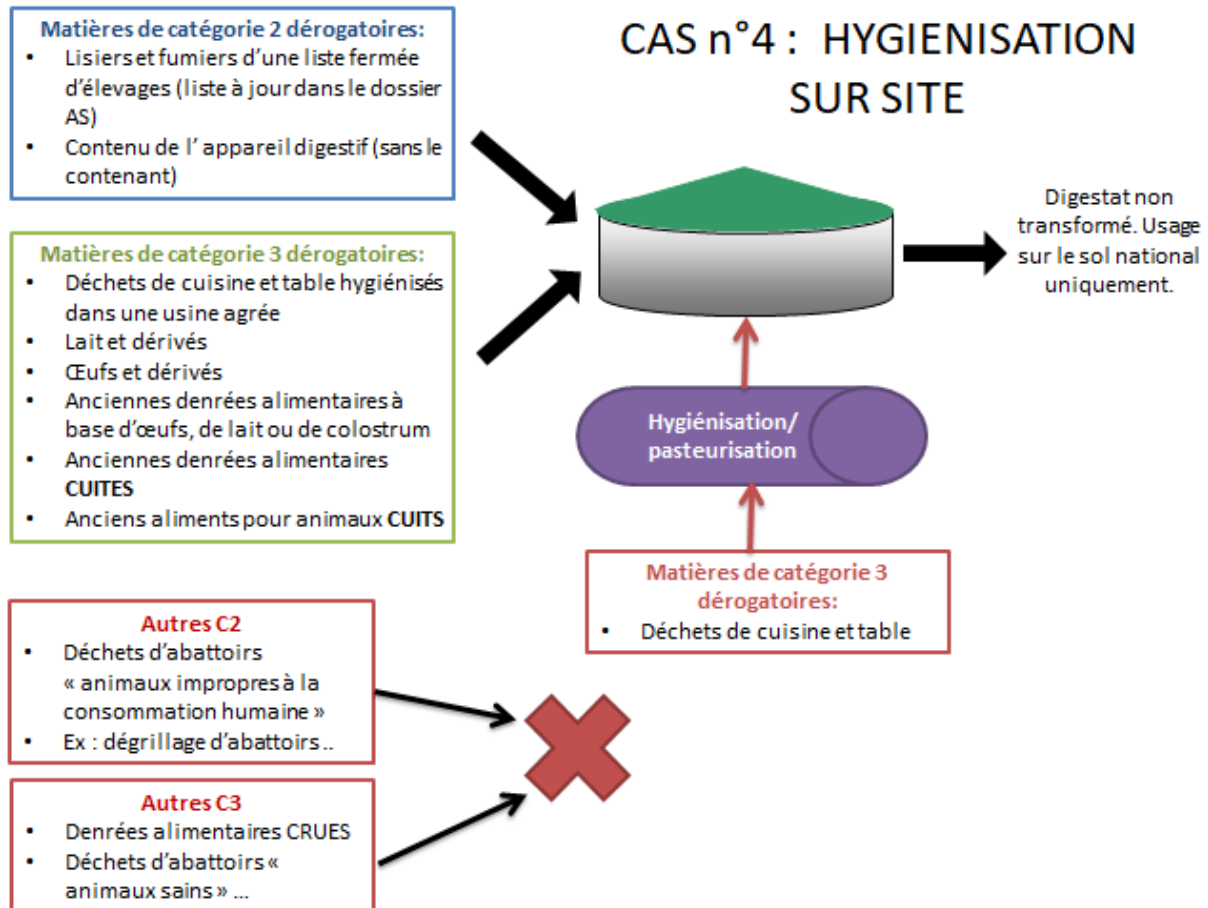 CAS n°4 : HYGIENISATION
SUR SITE
Matières de catégorie 2 dérogatoires:
• Lisiers et fumiers d'une liste fermée
d'élevages (liste à jour dans le dossier
AS)
• Contenu de l' appareil digestif (sans le
contenant)
Matières de catégorie 3 dérogatoires:
• Déchets de cuisine et table hygiénisés
dans une usine agrée
• Lait et dérivés
• Œufs et dérivés
• Anciennes denrées alimentaires à
base d'œufs, de lait ou de colostrum
• Anciennes denrées alimentaires
CUITES
• Anciens aliments pour animaux CUITS
Digestat non
transformé. Usage
sur le sol national
uniquement.
Hygiénisation/
pasteurisation
Matières de catégorie 3
dérogatoires:
• Déchets de cuisine et table
Autres C2
• Déchets d'abattoirs
« animaux impropres à la
consommation humaine »
• Ex : dégrillage d'abattoirs ..
Autres C3
• Denrées alimentaires CRUES
• Déchets d'abattoirs «
animaux sains » ...